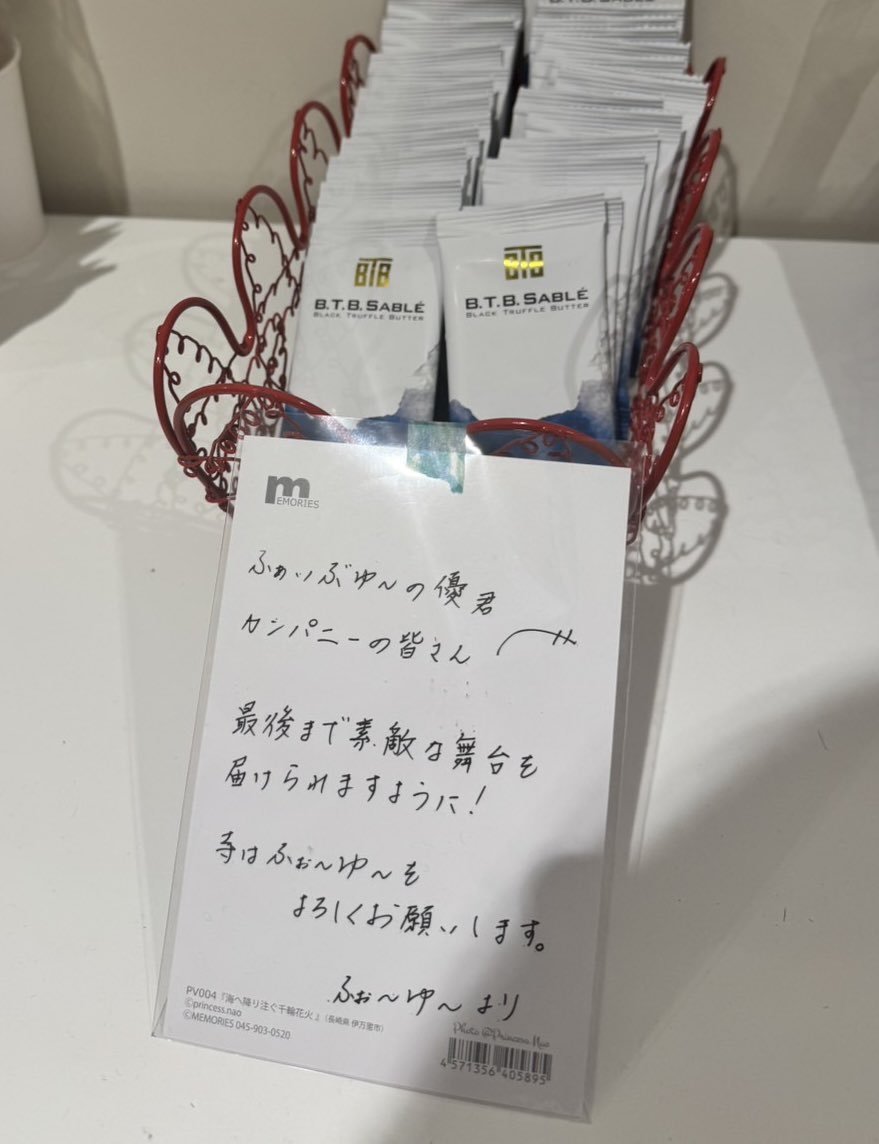 B.T.B. SABLÉ
BTB
B.T.B. SABLÉ
BLACK TRUFFLE BUTTER
BTB
B.T.B. SABLÉ
BLACK TRUFFLE BUTTER
mEMORIES
ふぁいぶゆ〜の優君
カンパニーの皆さん
最後まで素敵な舞台を
届けられますように!
寺はふぉ〜ゆ〜を
よろしくお願いします。
ふぉ〜ゆ〜より
PV004『海へ降り注ぐ千輪花火』(長崎県 伊万里市)
©princess.nao
©MEMORIES 045-903-0520
Photo @Princess.Nao
4571356405895